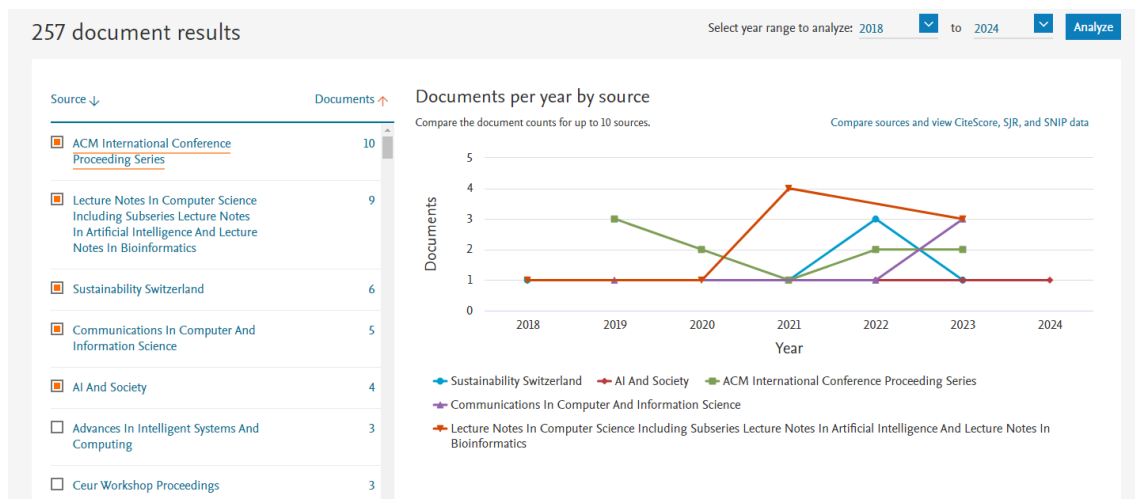 257 document results
Select year range to analyze: 2018 to 2024 Analyze
Source ↓ Documents ↑
ACM International Conference
Proceeding Series
10
Lecture Notes In Computer Science
Including Subseries Lecture Notes
In Artificial Intelligence And Lecture
Notes In Bioinformatics
9
Sustainability Switzerland 6
Communications In Computer And
Information Science
5
AI And Society 4
Advances In Intelligent Systems And
Computing
3
Ceur Workshop Proceedings 3
Documents per year by source
Compare the document counts for up to 10 sources.
Compare sources and view CiteScore, SJR, and SNIP data
Documents
5
4
3
2
1
0
2018 2019 2020 2021 2022 2023 2024
Year
Sustainability Switzerland AI And Society ACM International Conference Proceeding Series
Communications In Computer And Information Science
Lecture Notes In Computer Science Including Subseries Lecture Notes In Artificial Intelligence And Lecture Notes In
Bioinformatics